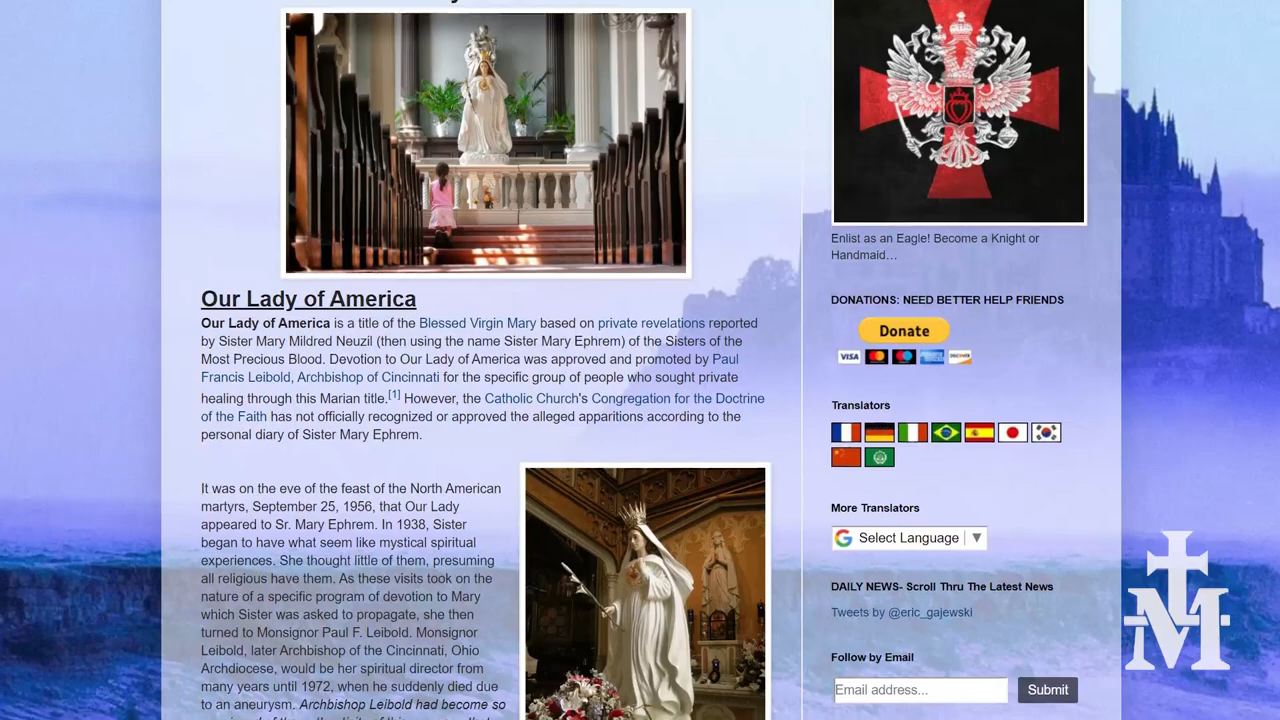 Our Lady of America
Our Lady of America is a title of the Blessed Virgin Mary based on private revelations reported
by Sister Mary Mildred Neuzil (then using the name Sister Mary Ephrem) of the Sisters of the
Most Precious Blood. Devotion to Our Lady of America was approved and promoted by Paul
Francis Leibold, Archbishop of Cincinnati for the specific group of people who sought private
healing through this Marian title.[1] However, the Catholic Church's Congregation for the Doctrine
of the Faith has not officially recognized or approved the alleged apparitions according to the
personal diary of Sister Mary Ephrem.
It was on the eve of the feast of the North American
martyrs, September 25, 1956, that Our Lady
appeared to Sr. Mary Ephrem. In 1938, Sister
began to have what seem like mystical spiritual
experiences. She thought little of them, presuming
all religious have them. As these visits took on the
nature of a specific program of devotion to Mary
which Sister was asked to propagate, she then
turned to Monsignor Paul F. Leibold. Monsignor
Leibold, later Archbishop of the Cincinnati, Ohio
Archdiocese, would be her spiritual director from
many years until 1972, when he suddenly died due
to an aneurysm. Archbishop Leibold had become so
Enlist as an Eagle! Become a Knight or
Handmaid…
DONATIONS: NEED BETTER HELP FRIENDS
Donate
VISA
DISCOVER
Translators
More Translators
Select Language ▼
DAILY NEWS- Scroll Thru The Latest News
Tweets by @eric_gajewski
Follow by Email
Email address...
Submit